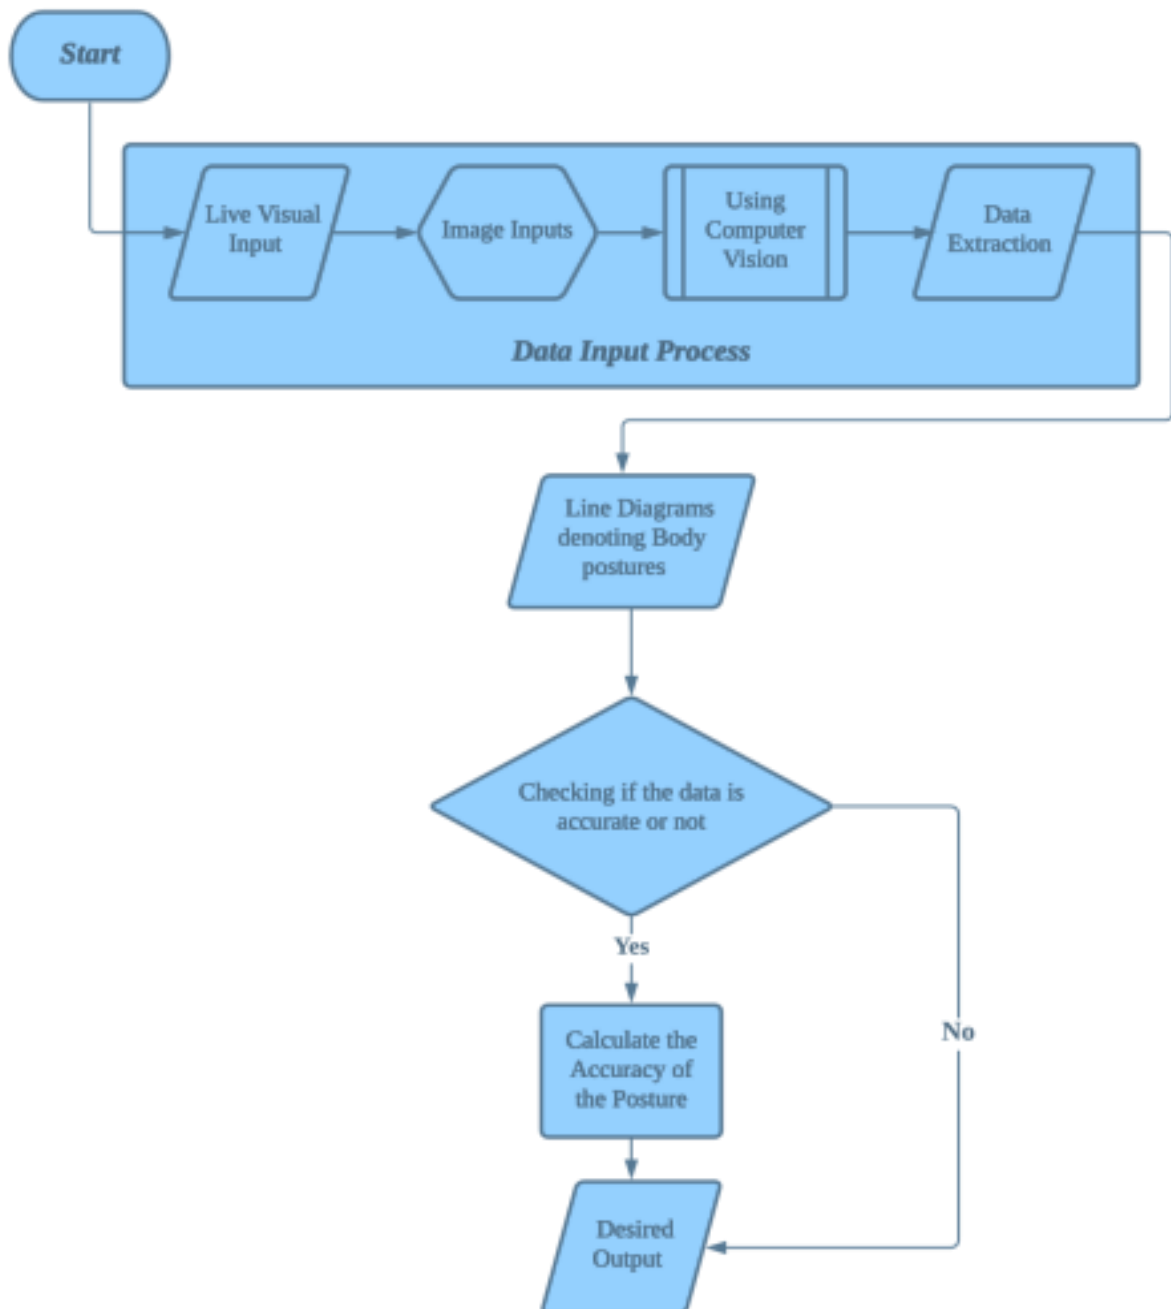 Start
Live Visual
Input
Image Inputs
Using
Computer
Vision
Data
Extraction
Data Input Process
Line Diagrams
denoting Body
postures
Checking if the data is
accurate or not
Yes
No
Calculate the
Accuracy of
the Posture
Desired
Output